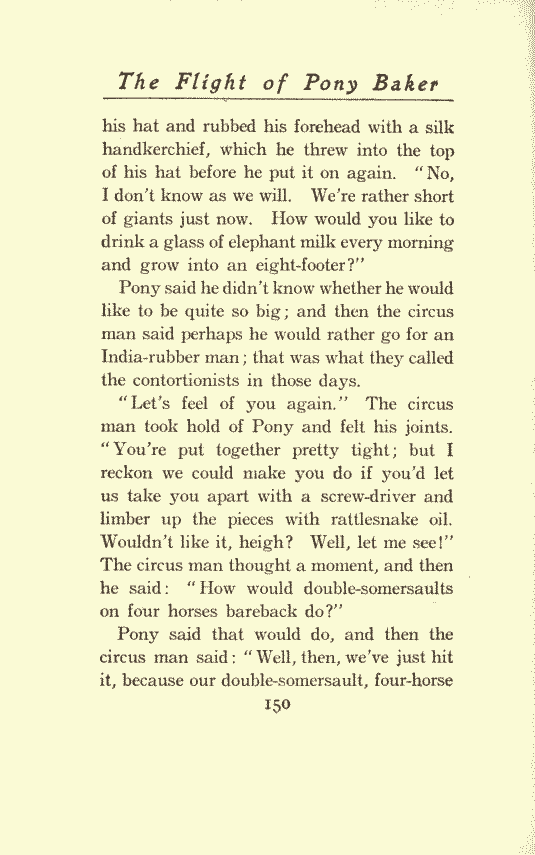 The Flight of Pony Baker
his hat and rubbed his forehead with a silk
handkerchief, which he threw into the top
of his hat before he put it on again. "No,
I don't know as we will. We're rather short
of giants just now. How would you like to
drink a glass of elephant milk every morning
and grow into an eight-footer?"
Pony said he didn't know whether he would
like to be quite so big; and then the circus
man said perhaps he would rather go for an
India-rubber man; that was what they called
the contortionists in those days.
"Let's feel of you again." The circus
man took hold of Pony and felt his joints.
"You're put together pretty tight; but I
reckon we could make you do if you'd let
us take you apart with a screw-driver and
limber up the pieces with rattlesnake oil.
Wouldn't like it, heigh? Well, let me see!"
The circus man thought a moment, and then
he said: "How would double-somersaults
on four horses bareback do?"
Pony said that would do, and then the
circus man said: "Well, then, we've just hit
it, because our double-somersault, four-horse
150